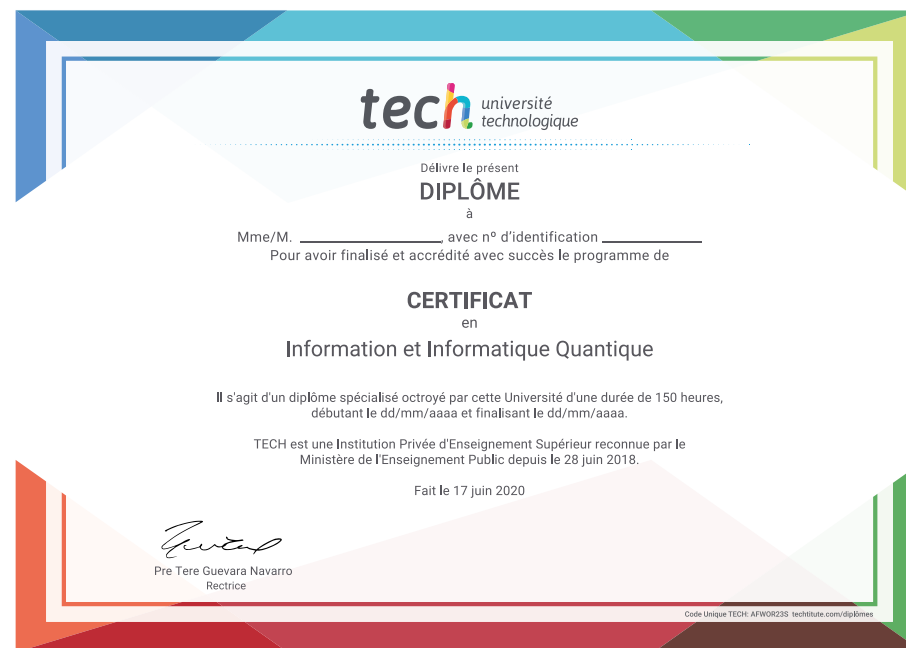 tech université
technologique
Délivre le présent
DIPLÔME
à
Mme/M. ____________________, avec nº d'identification ______________
Pour avoir finalisé et accrédité avec succès le programme de
CERTIFICAT
en
Information et Informatique Quantique
Il s'agit d'un diplôme spécialisé octroyé par cette Université d'une durée de 150 heures,
débutant le dd/mm/aaaa et finalisant le dd/mm/aaaa.
TECH est une Institution Privée d'Enseignement Supérieur reconnue par le
Ministère de l'Enseignement Public depuis le 28 juin 2018.
Fait le 17 juin 2020
Pre Tere Guevara Navarro
Rectrice
Code Unique TECH: AFWOR23S techtitute.com/diplômes